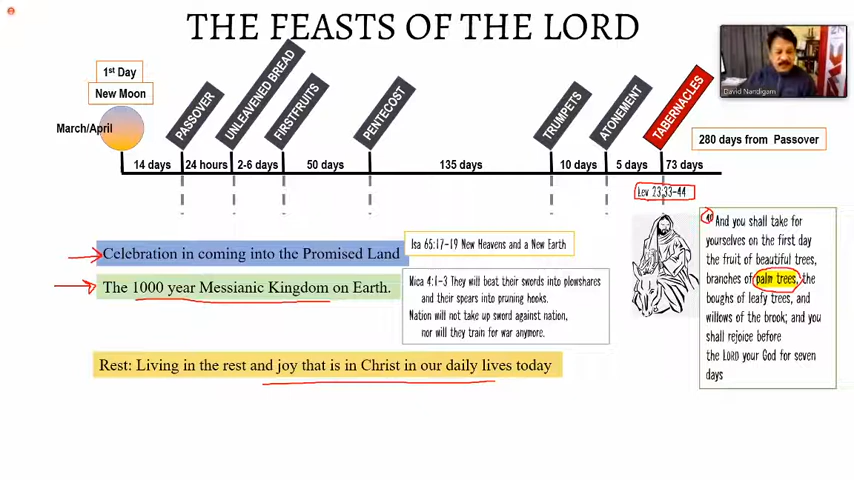 THE FEASTS OF THE LORD
David Nandigam
1st Day
New Moon
March/April
PASSOVER
UNLEAVENED BREAD
FIRSTFRUITS
PENTECOST
TRUMPETS
ATONEMENT
TABERNACLES
280 days from Passover
14 days
24 hours
2-6 days
50 days
135 days
10 days
5 days
73 days
Lev 23:33-44
Celebration in coming into the Promised Land
Isa 65:17-19 New Heavens and a New Earth
The 1000 year Messianic Kingdom on Earth.
Mica 4:1-3 They will beat their swords into plowshares
and their spears into pruning hooks.
Nation will not take up sword against nation,
nor will they train for war anymore.
Rest: Living in the rest and joy that is in Christ in our daily lives today
40 And you shall take for
yourselves on the first day
the fruit of beautiful trees,
branches of palm trees, the
boughs of leafy trees, and
willows of the brook; and you
shall rejoice before
the LORD your God for seven
days